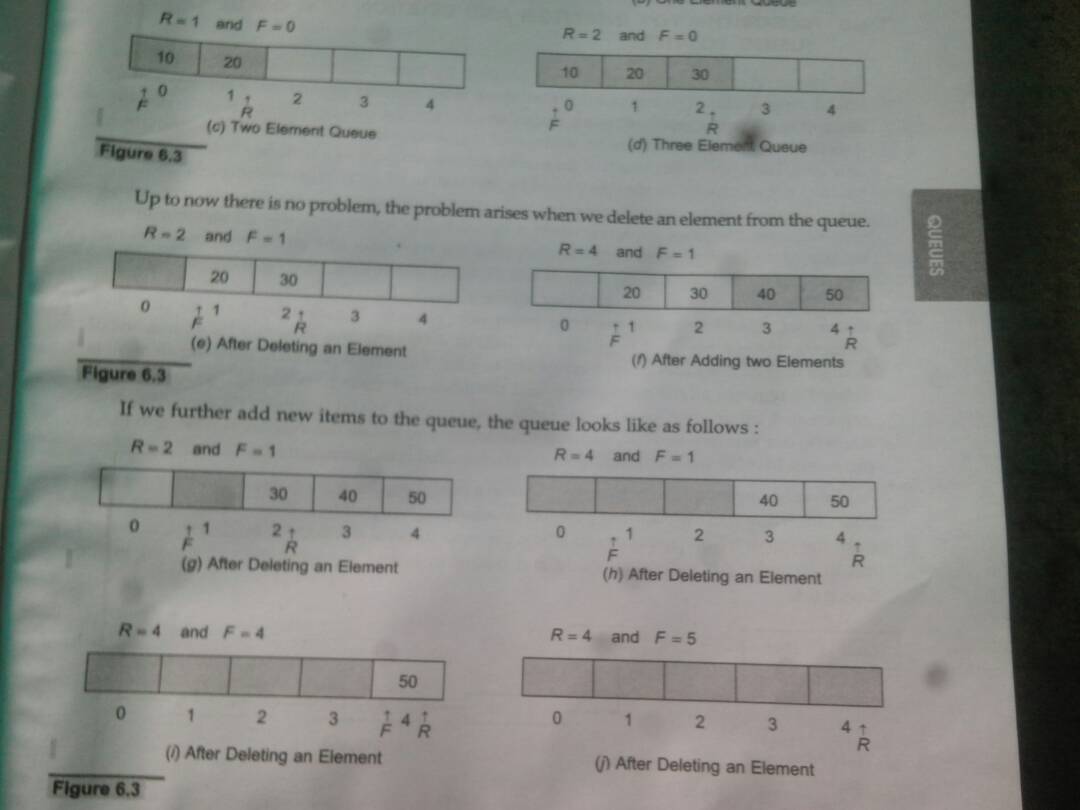 (b) One Element Queue
R = 1 and F = 0
10 20
0 1 2 3 4
F R
(c) Two Element Queue
R = 2 and F = 0
10 20 30
0 1 2 3 4
F R
(d) Three Element Queue
Figure 6.3
Up to now there is no problem, the problem arises when we delete an element from the queue.
R = 2 and F = 1
20 30
0 1 2 3 4
F R
(e) After Deleting an Element
R = 4 and F = 1
20 30 40 50
0 1 2 3 4
F R
(f) After Adding two Elements
Figure 6.3
If we further add new items to the queue, the queue looks like as follows :
R = 2 and F = 1
30 40 50
0 1 2 3 4
F R
(g) After Deleting an Element
R = 4 and F = 1
40 50
0 1 2 3 4
F R
(h) After Deleting an Element
R = 4 and F = 4
50
0 1 2 3 4
F R
(i) After Deleting an Element
R = 4 and F = 5
0 1 2 3 4
R
(j) After Deleting an Element
Figure 6.3
QUEUES